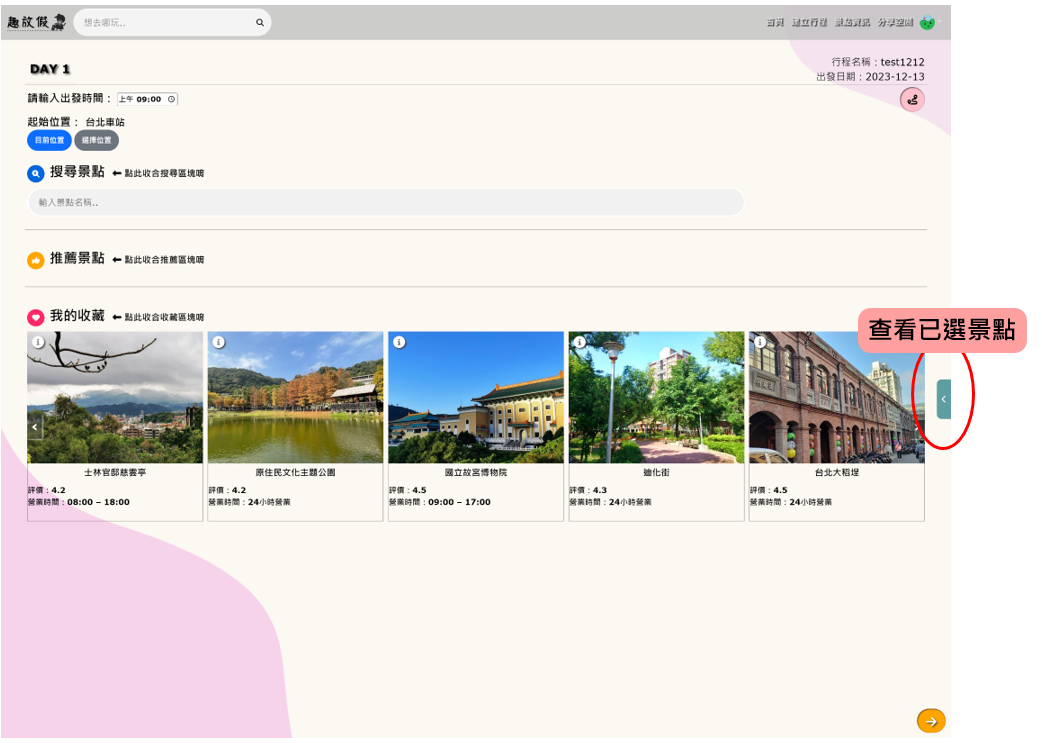 趣放假
想去哪玩..
首頁 建立行程 景點資訊 分享空間
DAY 1
行程名稱：test1212
出發日期：2023-12-13
請輸入出發時間： 上午 09:00
起始位置： 台北車站
目前位置 選擇位置
搜尋景點 ← 點此收合搜尋區塊唷
輸入景點名稱..
推薦景點 ← 點此收合推薦區塊唷
我的收藏 ← 點此收合收藏區塊唷
查看已選景點
士林官邸慈雲亭
評價：4.2
營業時間：08:00 – 18:00
原住民文化主題公園
評價：4.2
營業時間：24小時營業
國立故宮博物院
評價：4.5
營業時間：09:00 – 17:00
迪化街
評價：4.3
營業時間：24小時營業
台北大稻埕
評價：4.5
營業時間：24小時營業